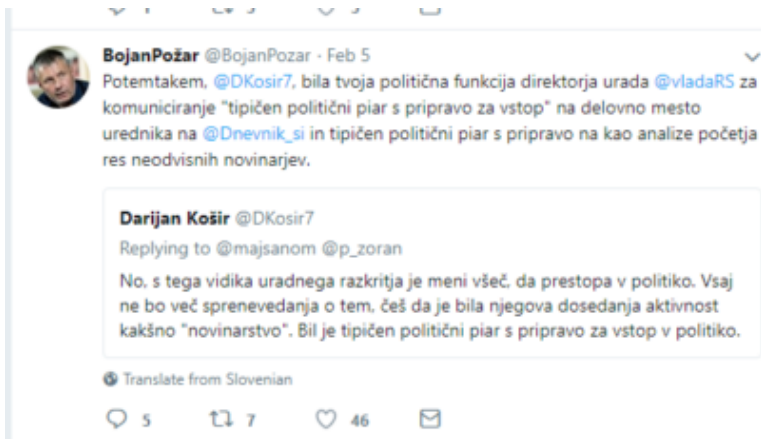 BojanPožar @BojanPozar · Feb 5
Potemtakem, @DKosir7, bila tvoja politična funkcija direktorja urada @vladaRS za
komuniciranje "tipičen politični piar s pripravo za vstop" na delovno mesto
urednika na @Dnevnik_si in tipičen politični piar s pripravo na kao analize početja
res neodvisnih novinarjev.
Darijan Košir @DKosir7
Replying to @majsanom @p_zoran
No, s tega vidika uradnega razkritja je meni všeč, da prestopa v politiko. Vsaj
ne bo več sprenevedanja o tem, češ da je bila njegova dosedanja aktivnost
kakšno "novinarstvo". Bil je tipičen politični piar s pripravo za vstop v politiko.
Translate from Slovenian
5 7 46